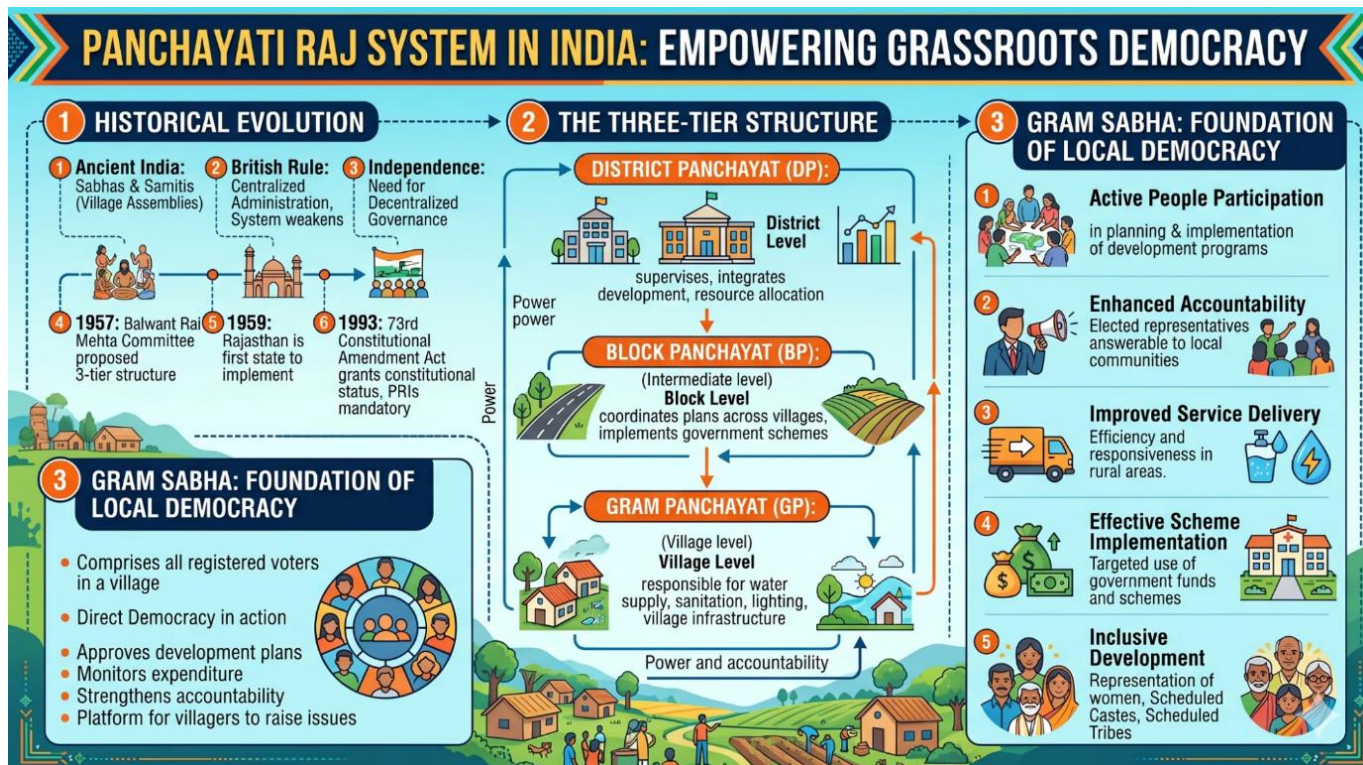 PANCHAYATI RAJ SYSTEM IN INDIA: EMPOWERING GRASSROOTS DEMOCRACY
1 HISTORICAL EVOLUTION
1 Ancient India:
Sabhas & Samitis
(Village Assemblies)
2 British Rule:
Centralized
Administration,
System weakens
3 Independence:
Need for
Decentralized
Governance
4 1957: Balwant Rai
Mehta Committee
proposed
3-tier structure
5 1959:
Rajasthan is
first state to
implement
6 1993: 73rd
Constitutional
Amendment Act
grants constitutional
status, PRIs
mandatory
3 GRAM SABHA: FOUNDATION OF
LOCAL DEMOCRACY
• Comprises all registered voters
in a village
• Direct Democracy in action
• Approves development plans
• Monitors expenditure
• Strengthens accountability
• Platform for villagers to raise issues
2 THE THREE-TIER STRUCTURE
DISTRICT PANCHAYAT (DP):
District
Level
supervises, integrates
development, resource allocation
Power
power
Power
BLOCK PANCHAYAT (BP):
(Intermediate level)
Block Level
coordinates plans across villages,
implements government schemes
GRAM PANCHAYAT (GP):
(Village level)
Village Level
responsible for water
supply, sanitation, lighting,
village infrastructure
Power and accountability
3 GRAM SABHA: FOUNDATION
OF LOCAL DEMOCRACY
1 Active People Participation
in planning & implementation
of development programs
2 Enhanced Accountability
Elected representatives
answerable to local
communities
3 Improved Service Delivery
Efficiency and
responsiveness in
rural areas.
4 Effective Scheme
Implementation
Targeted use of
government funds
and schemes
$
$
$
5 Inclusive
Development
Representation of
women, Scheduled
Castes, Scheduled
Tribes